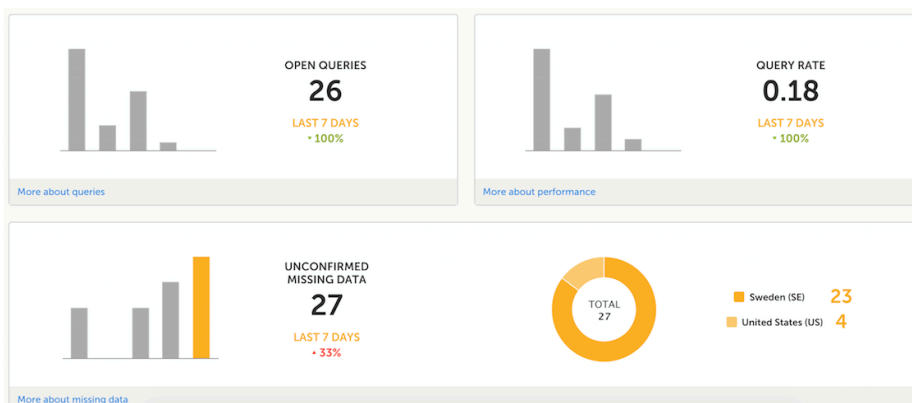 OPEN QUERIES
26
LAST 7 DAYS
▾ 100%
More about queries
QUERY RATE
0.18
LAST 7 DAYS
▾ 100%
More about performance
UNCONFIRMED
MISSING DATA
27
LAST 7 DAYS
▴ 33%
TOTAL
27
Sweden (SE) 23
United States (US) 4
More about missing data